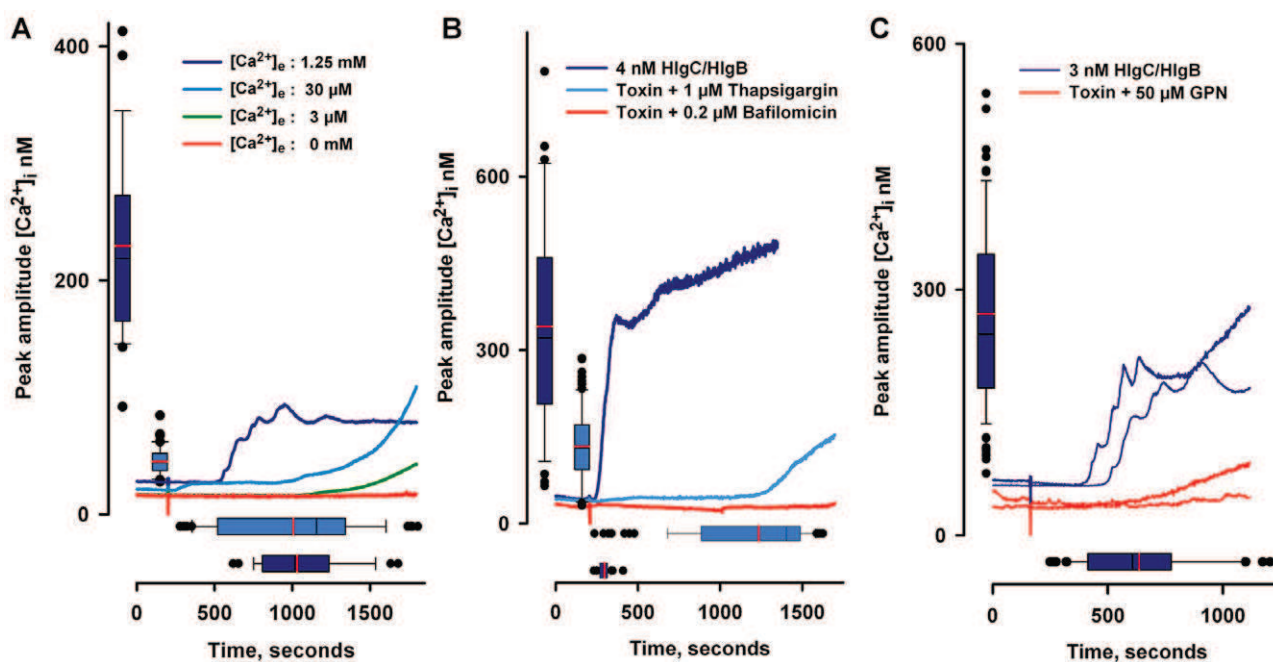 A
Peak amplitude [Ca²⁺]ᵢ nM
400
200
0
[Ca²⁺]ₑ : 1.25 mM
[Ca²⁺]ₑ : 30 µM
[Ca²⁺]ₑ : 3 µM
[Ca²⁺]ₑ : 0 mM
0 500 1000 1500
Time, seconds
B
Peak amplitude [Ca²⁺]ᵢ nM
600
300
0
4 nM HlgC/HlgB
Toxin + 1 µM Thapsigargin
Toxin + 0.2 µM Bafilomicin
0 500 1000 1500
Time, seconds
C
Peak amplitude [Ca²⁺]ᵢ nM
600
300
0
3 nM HlgC/HlgB
Toxin + 50 µM GPN
0 500 1000
Time, seconds